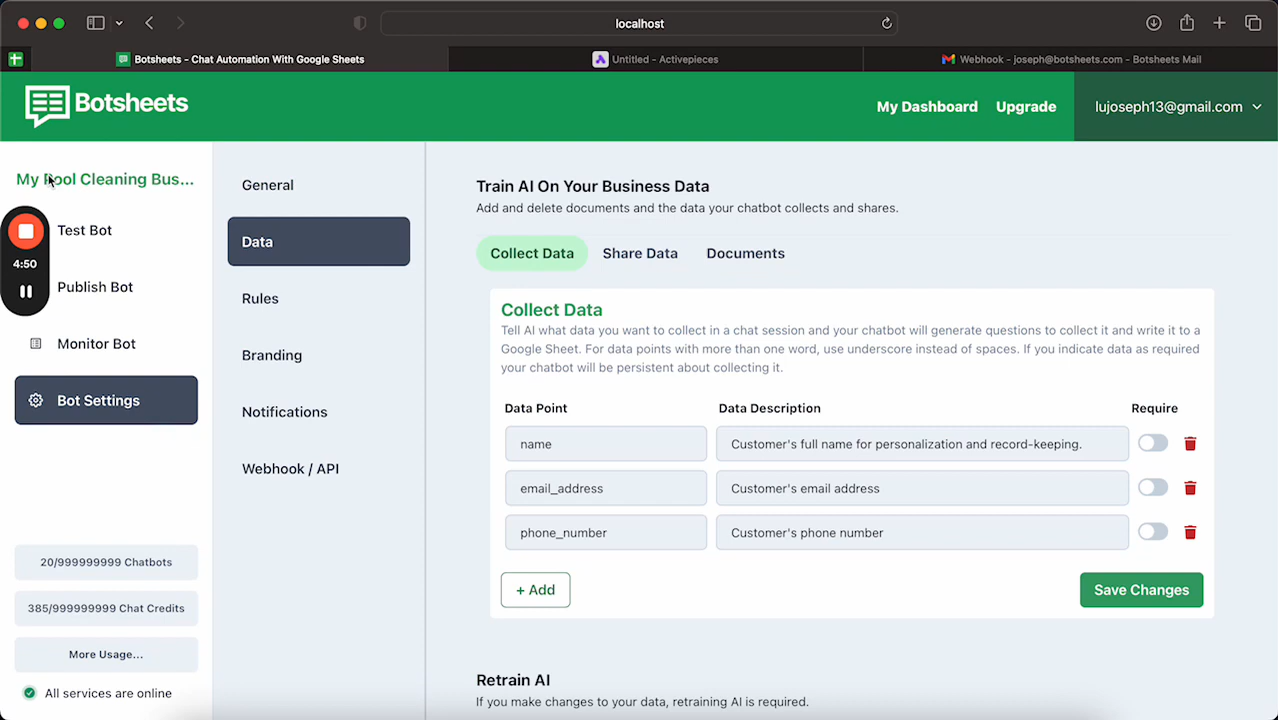 localhost
Botsheets - Chat Automation With Google Sheets
Untitled - Activepieces
Webhook - joseph@botsheets.com - Botsheets Mail
Botsheets
My Dashboard
Upgrade
lujoseph13@gmail.com
My Pool Cleaning Bus...
4:50
Test Bot
Publish Bot
Monitor Bot
Bot Settings
20/999999999 Chatbots
385/999999999 Chat Credits
More Usage...
All services are online
General
Data
Rules
Branding
Notifications
Webhook / API
Train AI On Your Business Data
Add and delete documents and the data your chatbot collects and shares.
Collect Data
Share Data
Documents
Collect Data
Tell AI what data you want to collect in a chat session and your chatbot will generate questions to collect it and write it to a
Google Sheet. For data points with more than one word, use underscore instead of spaces. If you indicate data as required
your chatbot will be persistent about collecting it.
Data Point
Data Description
Require
name
Customer's full name for personalization and record-keeping.
email_address
Customer's email address
phone_number
Customer's phone number
+ Add
Save Changes
Retrain AI
If you make changes to your data, retraining AI is required.